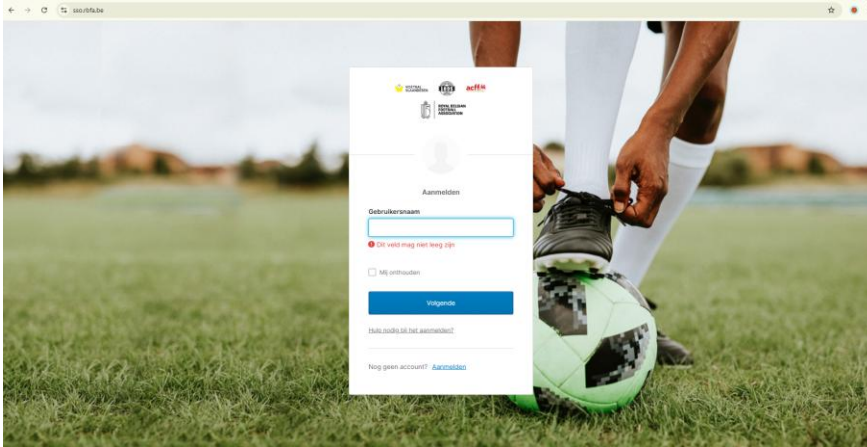 sso.rbfa.be
VOETBAL
VLAANDEREN
acff
ROYAL BELGIAN
FOOTBALL
ASSOCIATION
Aanmelden
Gebruikersnaam
Dit veld mag niet leeg zijn
Mij onthouden
Volgende
Hulp nodig bij het aanmelden?
Nog geen account? Aanmelden